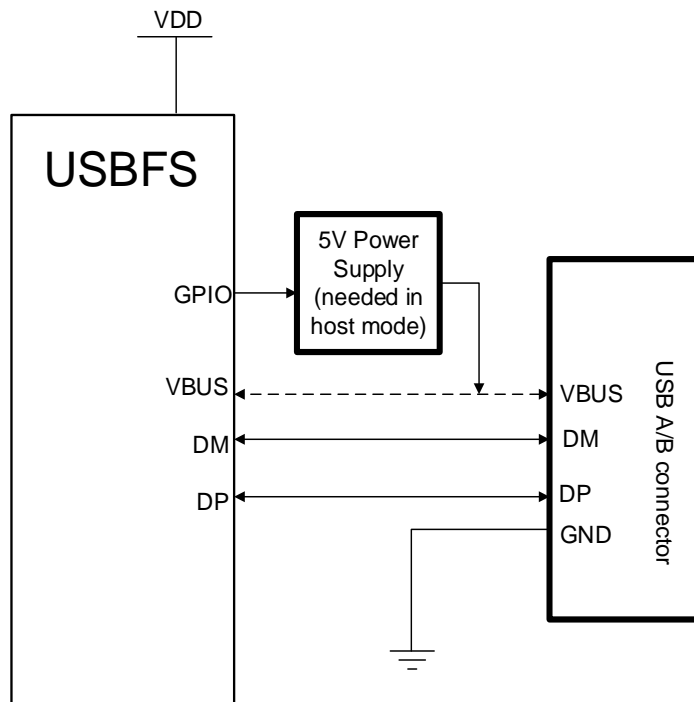 VDD
USBFS
5V Power
Supply
(needed in
host mode)
GPIO
VBUS
DM
DP
VBUS
DM
DP
GND
USB A/B connector